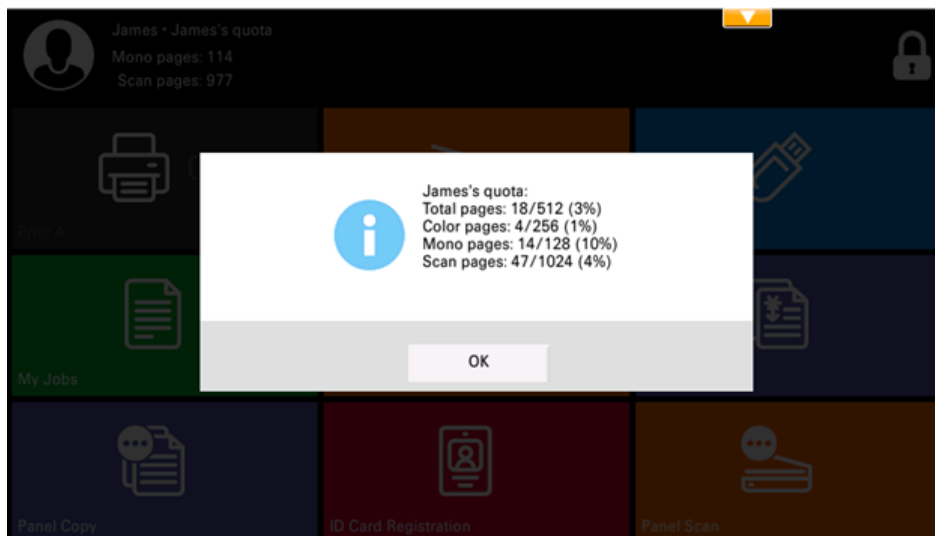 James • James's quota
Mono pages: 114
Scan pages: 977
James's quota:
Total pages: 18/512 (3%)
Color pages: 4/256 (1%)
Mono pages: 14/128 (10%)
Scan pages: 47/1024 (4%)
OK
Print All
My Jobs
Panel Copy
ID Card Registration
Panel Scan